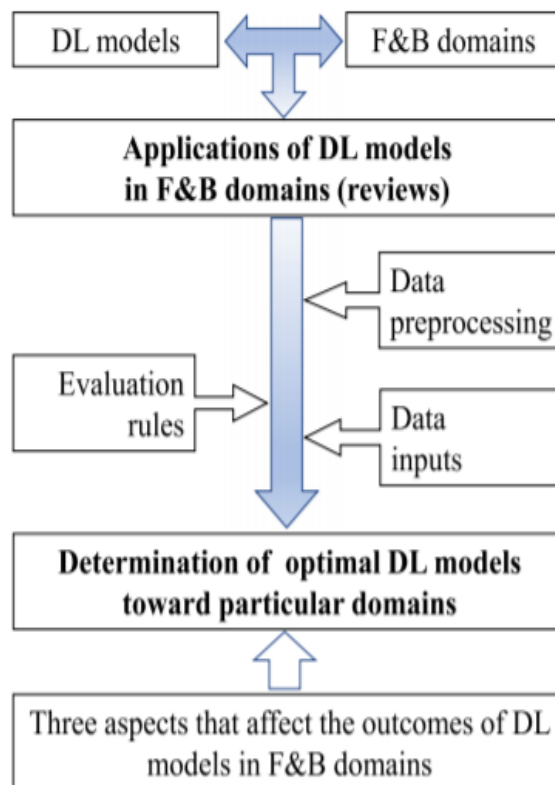 DL models
F&B domains
Applications of DL models
in F&B domains (reviews)
Data
preprocessing
Evaluation
rules
Data
inputs
Determination of optimal DL models
toward particular domains
Three aspects that affect the outcomes of DL
models in F&B domains